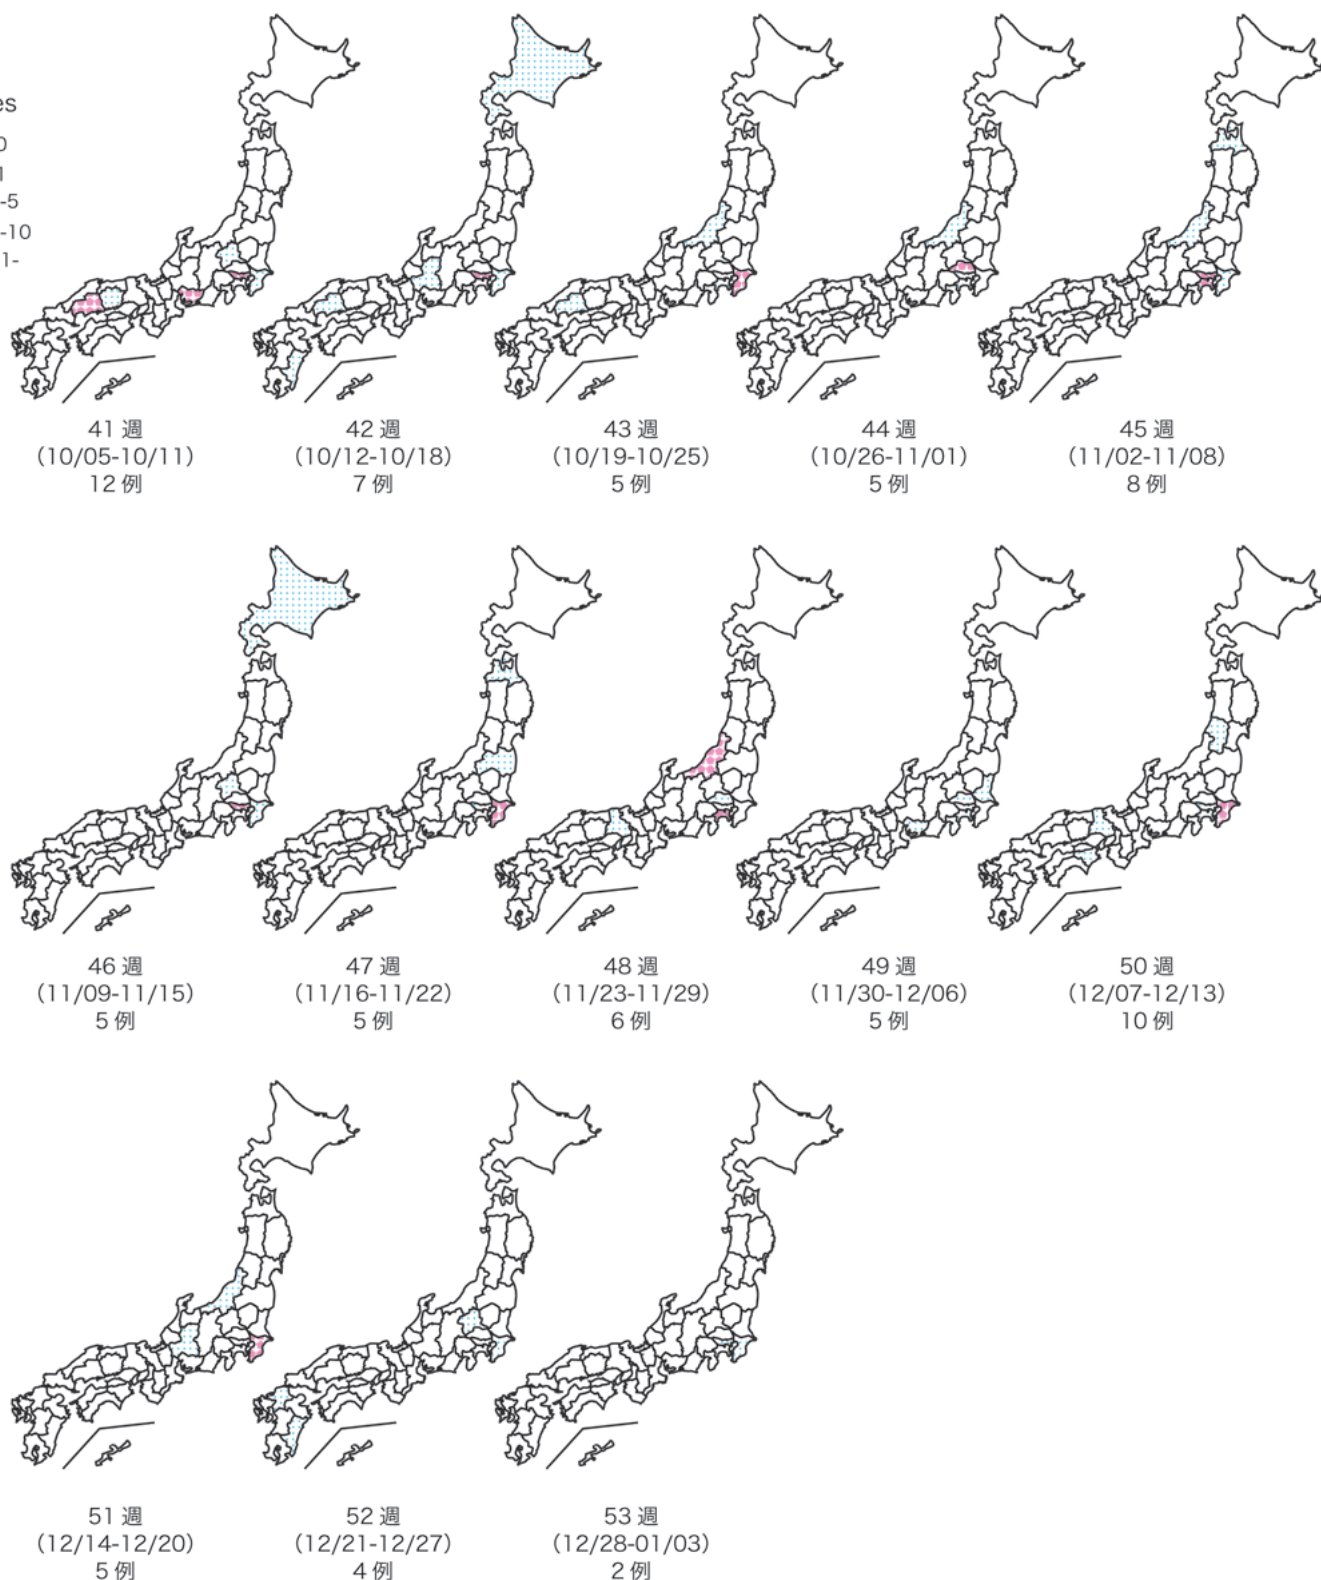 es
0
1
-5
-10
1-
41 週
(10/05-10/11)
12 例
42 週
(10/12-10/18)
7 例
43 週
(10/19-10/25)
5 例
44 週
(10/26-11/01)
5 例
45 週
(11/02-11/08)
8 例
46 週
(11/09-11/15)
5 例
47 週
(11/16-11/22)
5 例
48 週
(11/23-11/29)
6 例
49 週
(11/30-12/06)
5 例
50 週
(12/07-12/13)
10 例
51 週
(12/14-12/20)
5 例
52 週
(12/21-12/27)
4 例
53 週
(12/28-01/03)
2 例